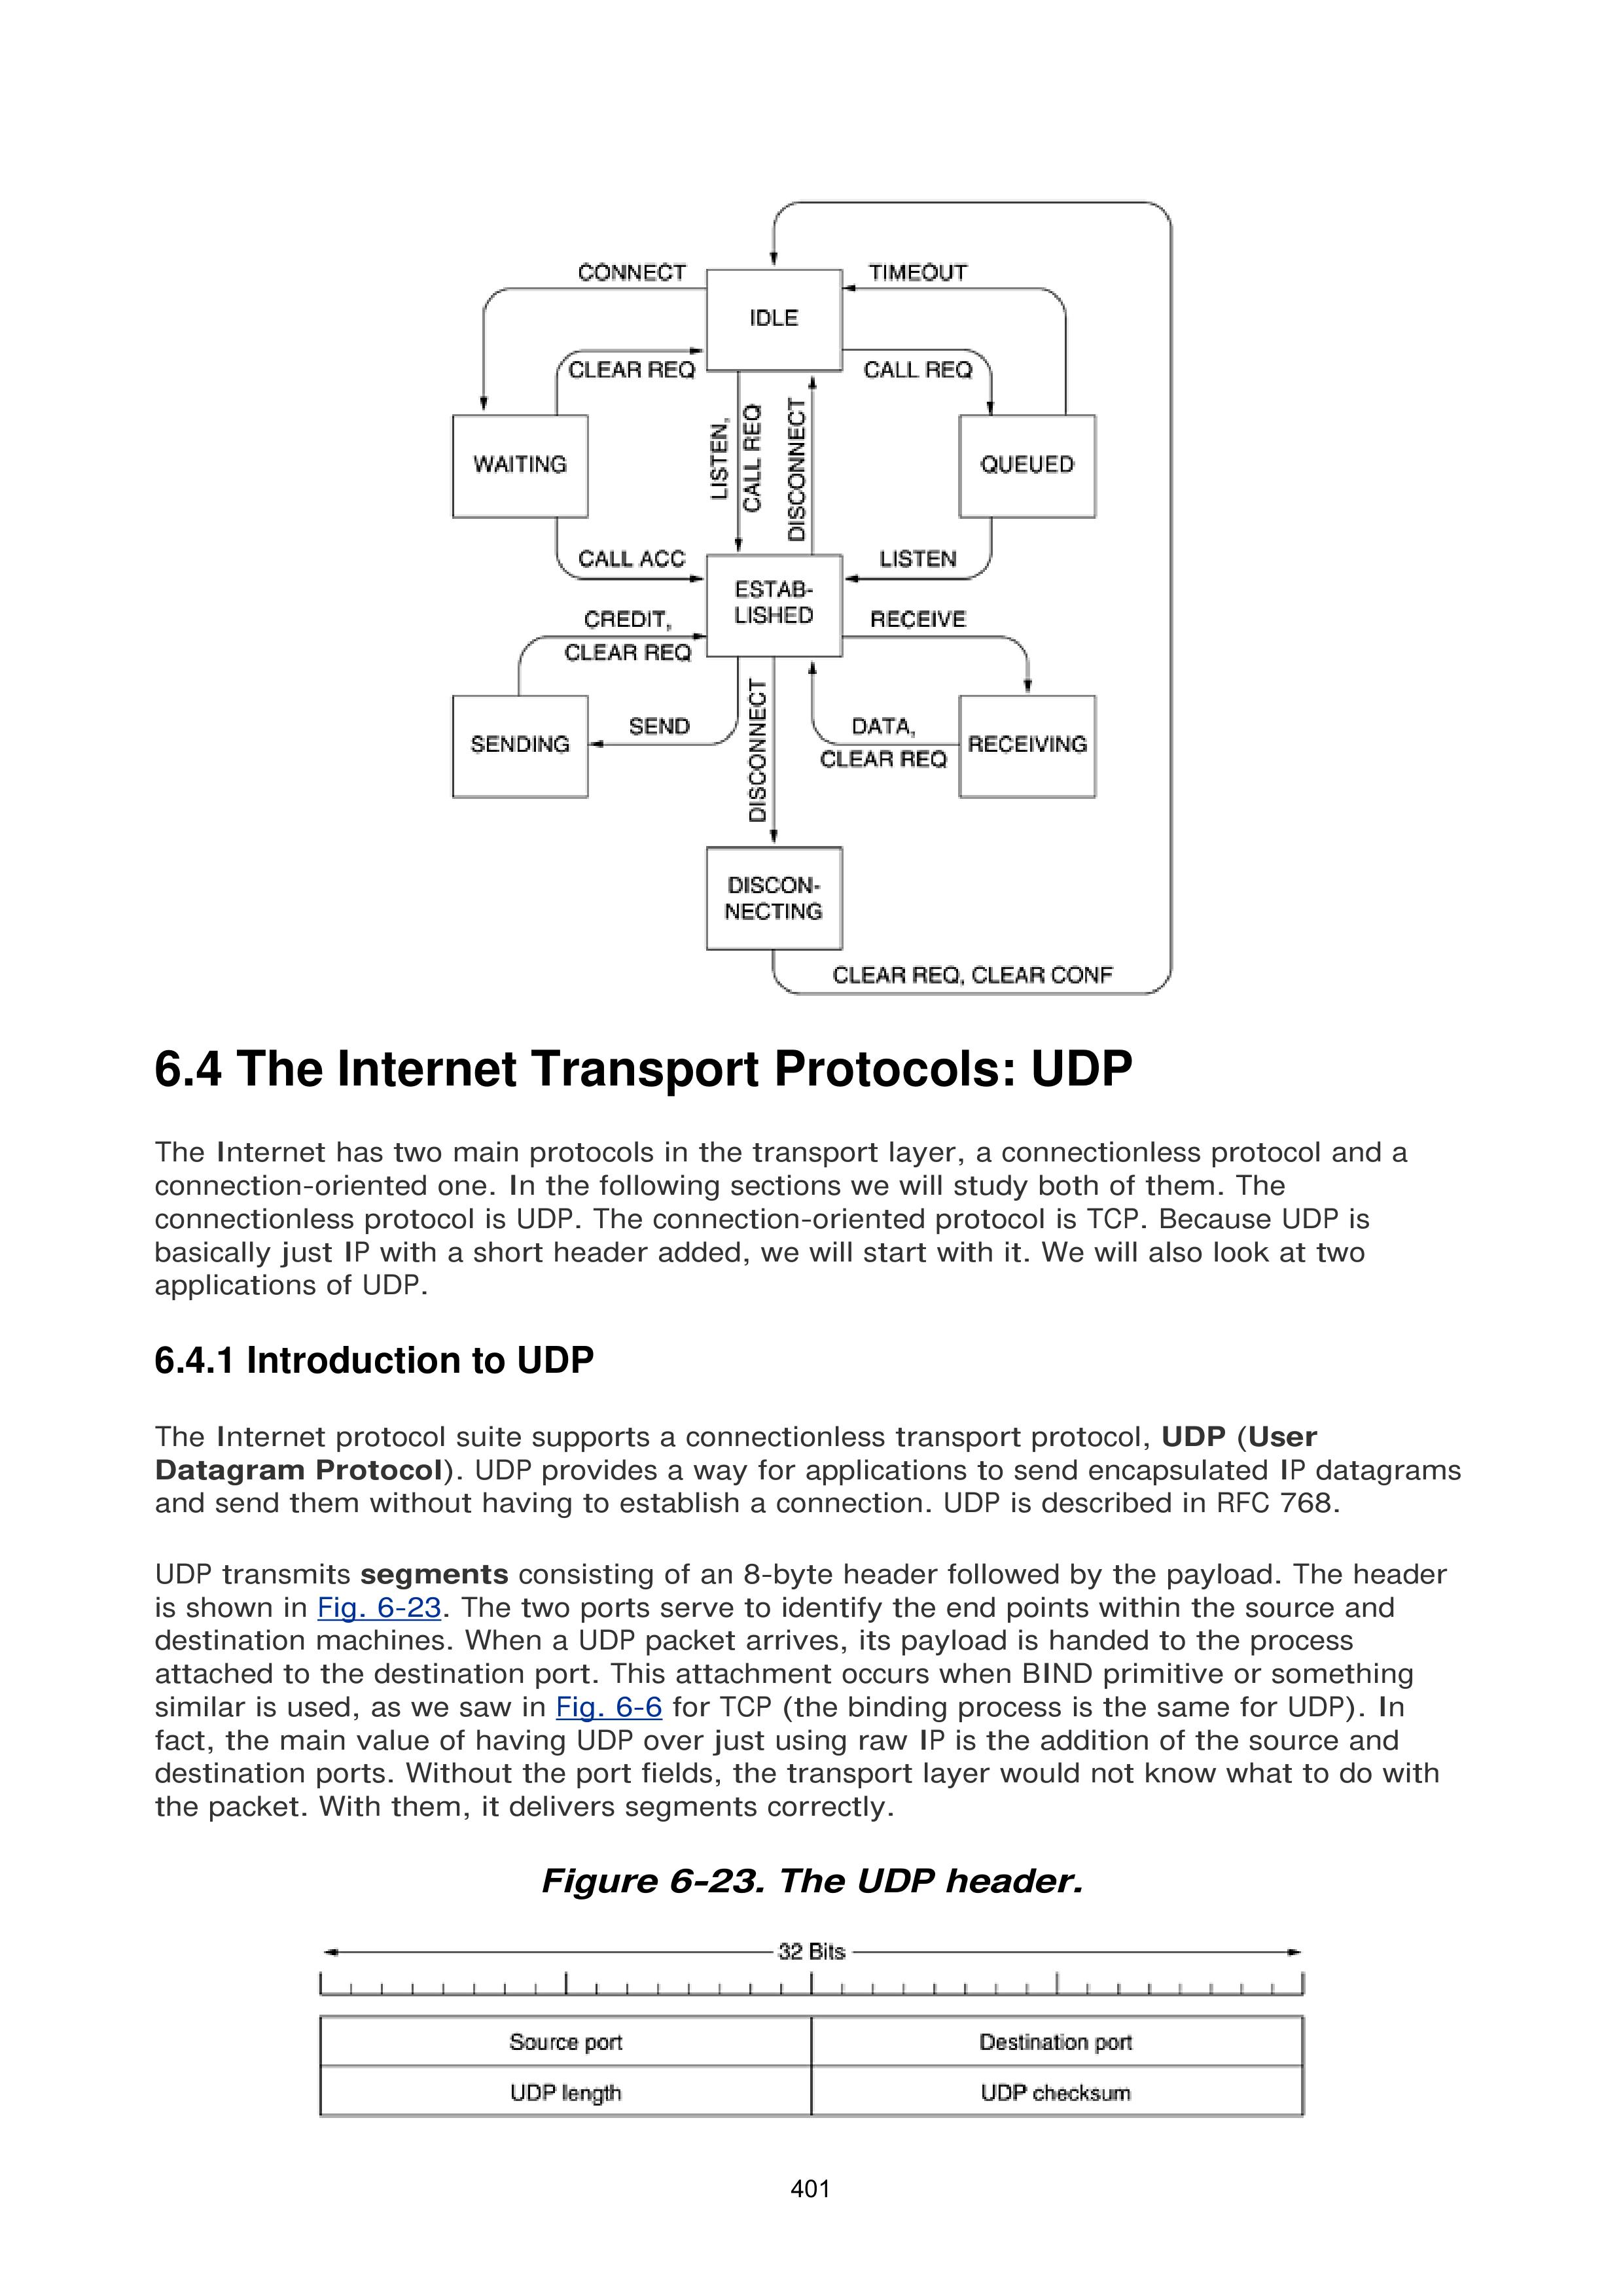 CONNECT
TIMEOUT
IDLE
CLEAR REQ
CALL REQ
LISTEN,
CALL REQ
DISCONNECT
WAITING
QUEUED
CALL ACC
LISTEN
ESTAB-
LISHED
CREDIT,
CLEAR REQ
RECEIVE
SENDING
SEND
DISCONNECT
DATA,
CLEAR REQ
RECEIVING
DISCON-
NECTING
CLEAR REQ, CLEAR CONF
6.4 The Internet Transport Protocols: UDP
The Internet has two main protocols in the transport layer, a connectionless protocol and a
connection-oriented one. In the following sections we will study both of them. The
connectionless protocol is UDP. The connection-oriented protocol is TCP. Because UDP is
basically just IP with a short header added, we will start with it. We will also look at two
applications of UDP.
6.4.1 Introduction to UDP
The Internet protocol suite supports a connectionless transport protocol, UDP (User
Datagram Protocol). UDP provides a way for applications to send encapsulated IP datagrams
and send them without having to establish a connection. UDP is described in RFC 768.
UDP transmits segments consisting of an 8-byte header followed by the payload. The header
is shown in Fig. 6-23. The two ports serve to identify the end points within the source and
destination machines. When a UDP packet arrives, its payload is handed to the process
attached to the destination port. This attachment occurs when BIND primitive or something
similar is used, as we saw in Fig. 6-6 for TCP (the binding process is the same for UDP). In
fact, the main value of having UDP over just using raw IP is the addition of the source and
destination ports. Without the port fields, the transport layer would not know what to do with
the packet. With them, it delivers segments correctly.
Figure 6-23. The UDP header.
32 Bits
Source port
Destination port
UDP length
UDP checksum
401